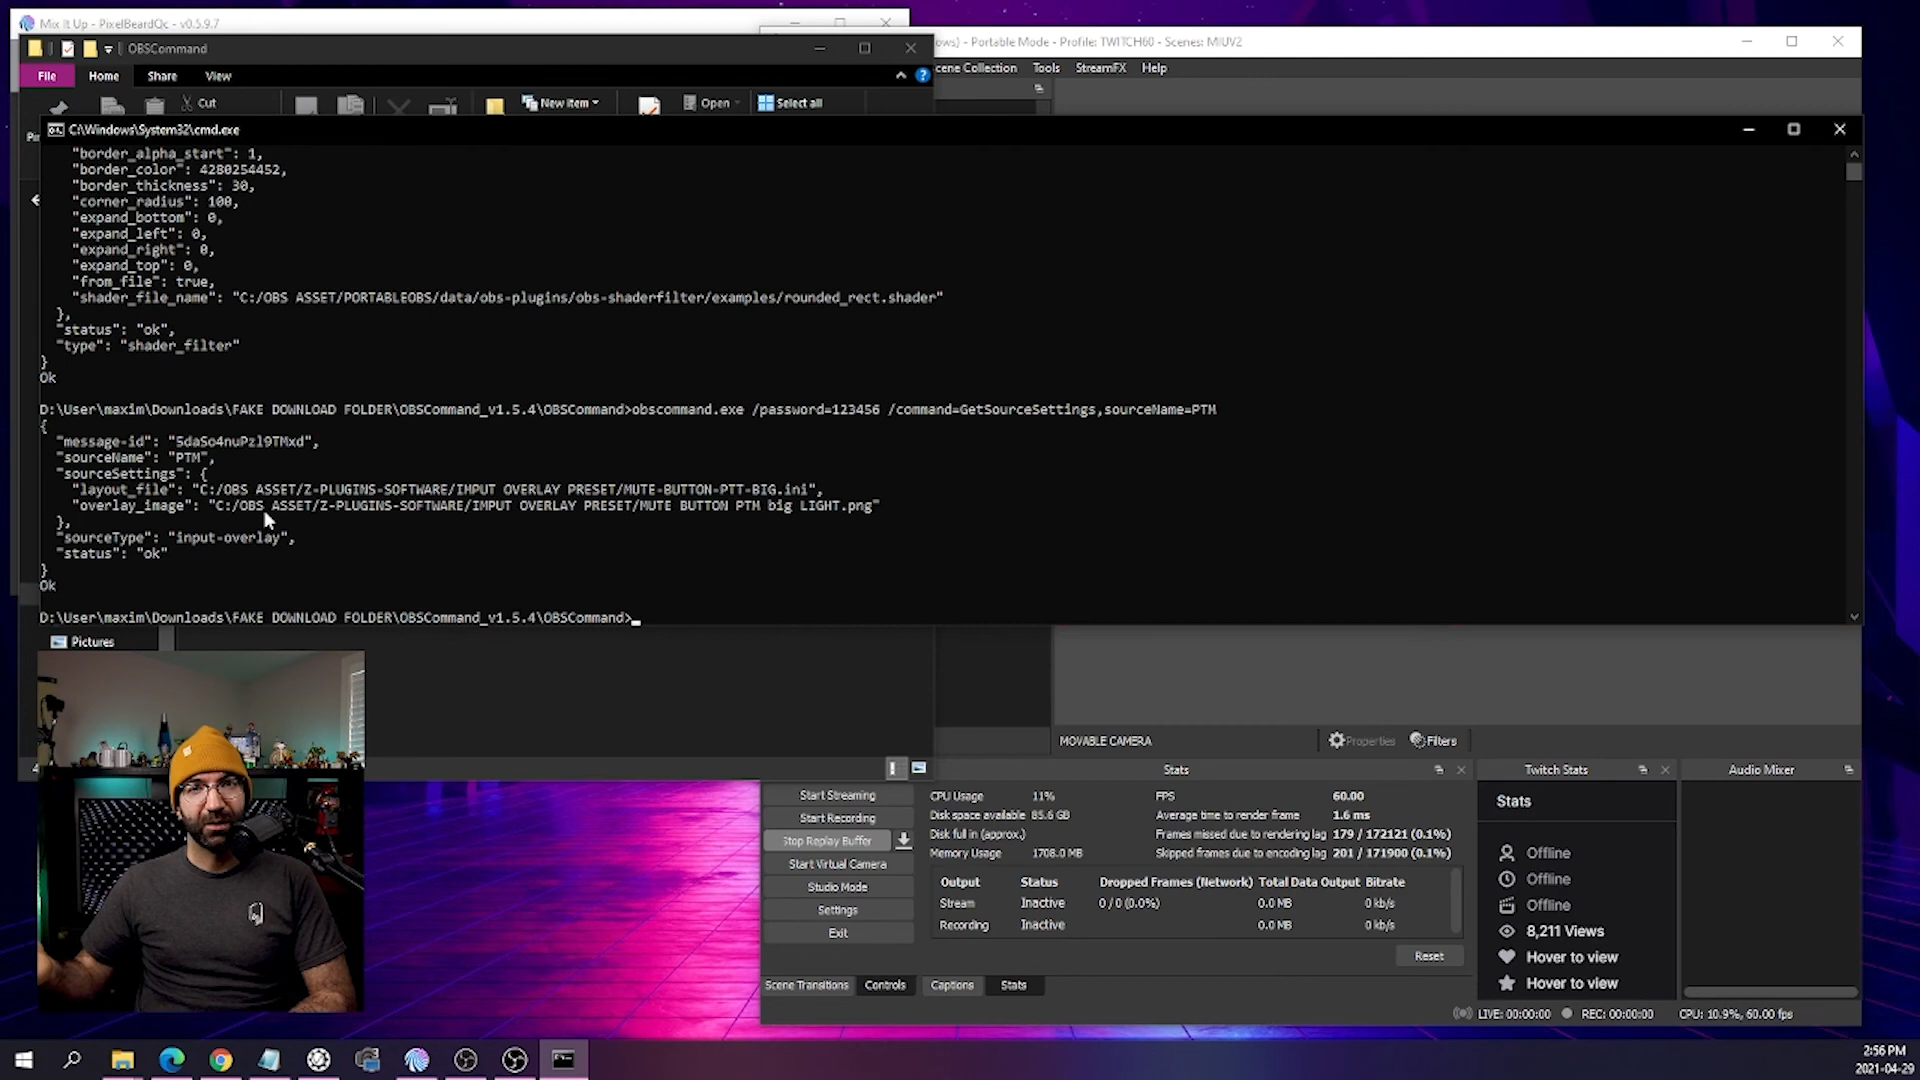 Mix It Up - PixelBeardQc - v0.5.9.7
OBSCommand
ows) - Portable Mode - Profile: TWITCH60 - Scenes: MIUV2
File
Home
Share
View
cene Collection
Tools
StreamFX
Help
Cut
New item
Open
Select all
C:\Windows\System32\cmd.exe
"border_alpha_start": 1,
"border_color": 4280254452,
"border_thickness": 30,
"corner_radius": 100,
"expand_bottom": 0,
"expand_left": 0,
"expand_right": 0,
"expand_top": 0,
"from_file": true,
"shader_file_name": "C:/OBS ASSET/PORTABLEOBS/data/obs-plugins/obs-shaderfilter/examples/rounded_rect.shader"
},
"status": "ok",
"type": "shader_filter"
}
Ok
D:\User\maxim\Downloads\FAKE DOWNLOAD FOLDER\OBSCommand_v1.5.4\OBSCommand>obscommand.exe /password=123456 /command=GetSourceSettings,sourceName=PTM
{
"message-id": "5daSo4nuPzl9TMxd",
"sourceName": "PTM",
"sourceSettings": {
"layout_file": "C:/OBS ASSET/Z-PLUGINS-SOFTWARE/IMPUT OVERLAY PRESET/MUTE-BUTTON-PTT-BIG.ini",
"overlay_image": "C:/OBS ASSET/Z-PLUGINS-SOFTWARE/IMPUT OVERLAY PRESET/MUTE BUTTON PTM big LIGHT.png"
},
"sourceType": "input-overlay",
"status": "ok"
}
Ok
D:\User\maxim\Downloads\FAKE DOWNLOAD FOLDER\OBSCommand_v1.5.4\OBSCommand>
Pictures
MOVABLE CAMERA
Properties
Filters
Stats
Twitch Stats
Audio Mixer
Start Streaming
Start Recording
Stop Replay Buffer
Start Virtual Camera
Studio Mode
Settings
Exit
CPU Usage 11%
Disk space available 85.6 GB
Disk full in (approx.)
Memory Usage 1708.0 MB
FPS 60.00
Average time to render frame 1.6 ms
Frames missed due to rendering lag 179 / 172121 (0.1%)
Skipped frames due to encoding lag 201 / 171900 (0.1%)
Output Status Dropped Frames (Network) Total Data Output Bitrate
Stream Inactive 0 / 0 (0.0%) 0.0 MB 0 kb/s
Recording Inactive 0.0 MB 0 kb/s
Reset
Stats
Offline
Offline
Offline
8,211 Views
Hover to view
Hover to view
Scene Transitions
Controls
Captions
Stats
LIVE: 00:00:00
REC: 00:00:00
CPU: 10.9%, 60.00 fps
2:56 PM
2021-04-29